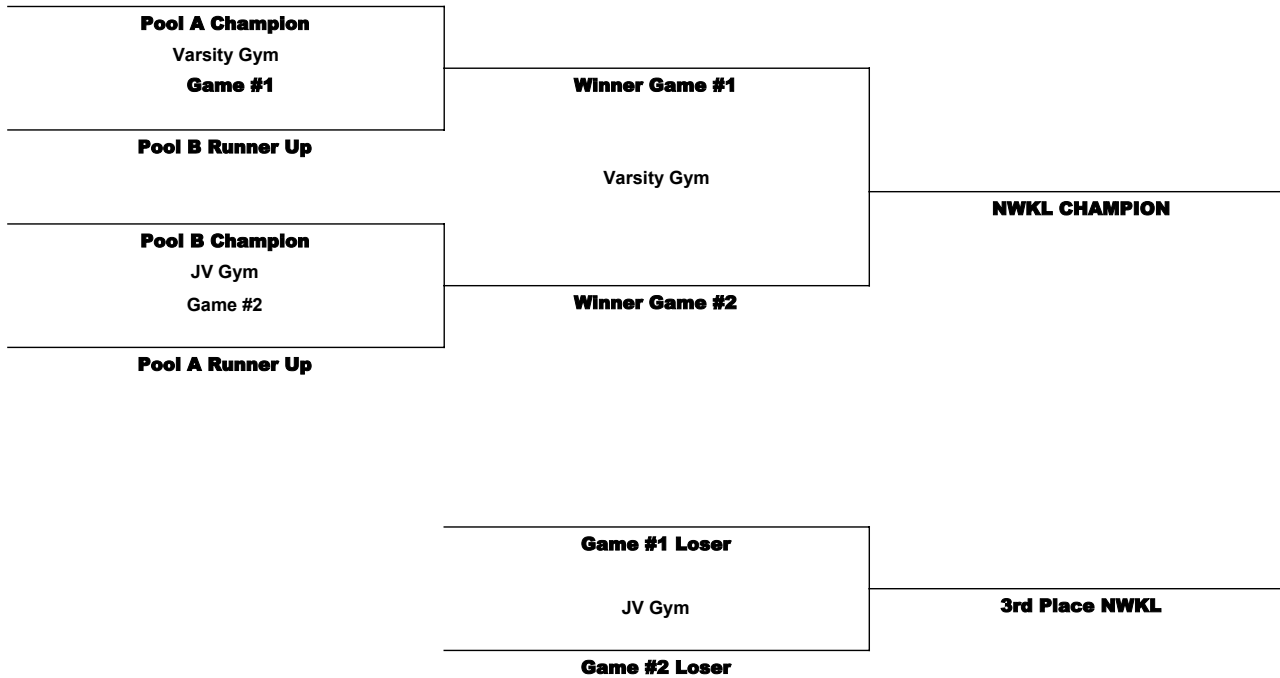 Pool A Champion
Varsity Gym
Game #1
Pool B Runner Up
Winner Game #1
Varsity Gym
NWKL CHAMPION
Pool B Champion
JV Gym
Game #2
Pool A Runner Up
Winner Game #2
Game #1 Loser
JV Gym
Game #2 Loser
3rd Place NWKL